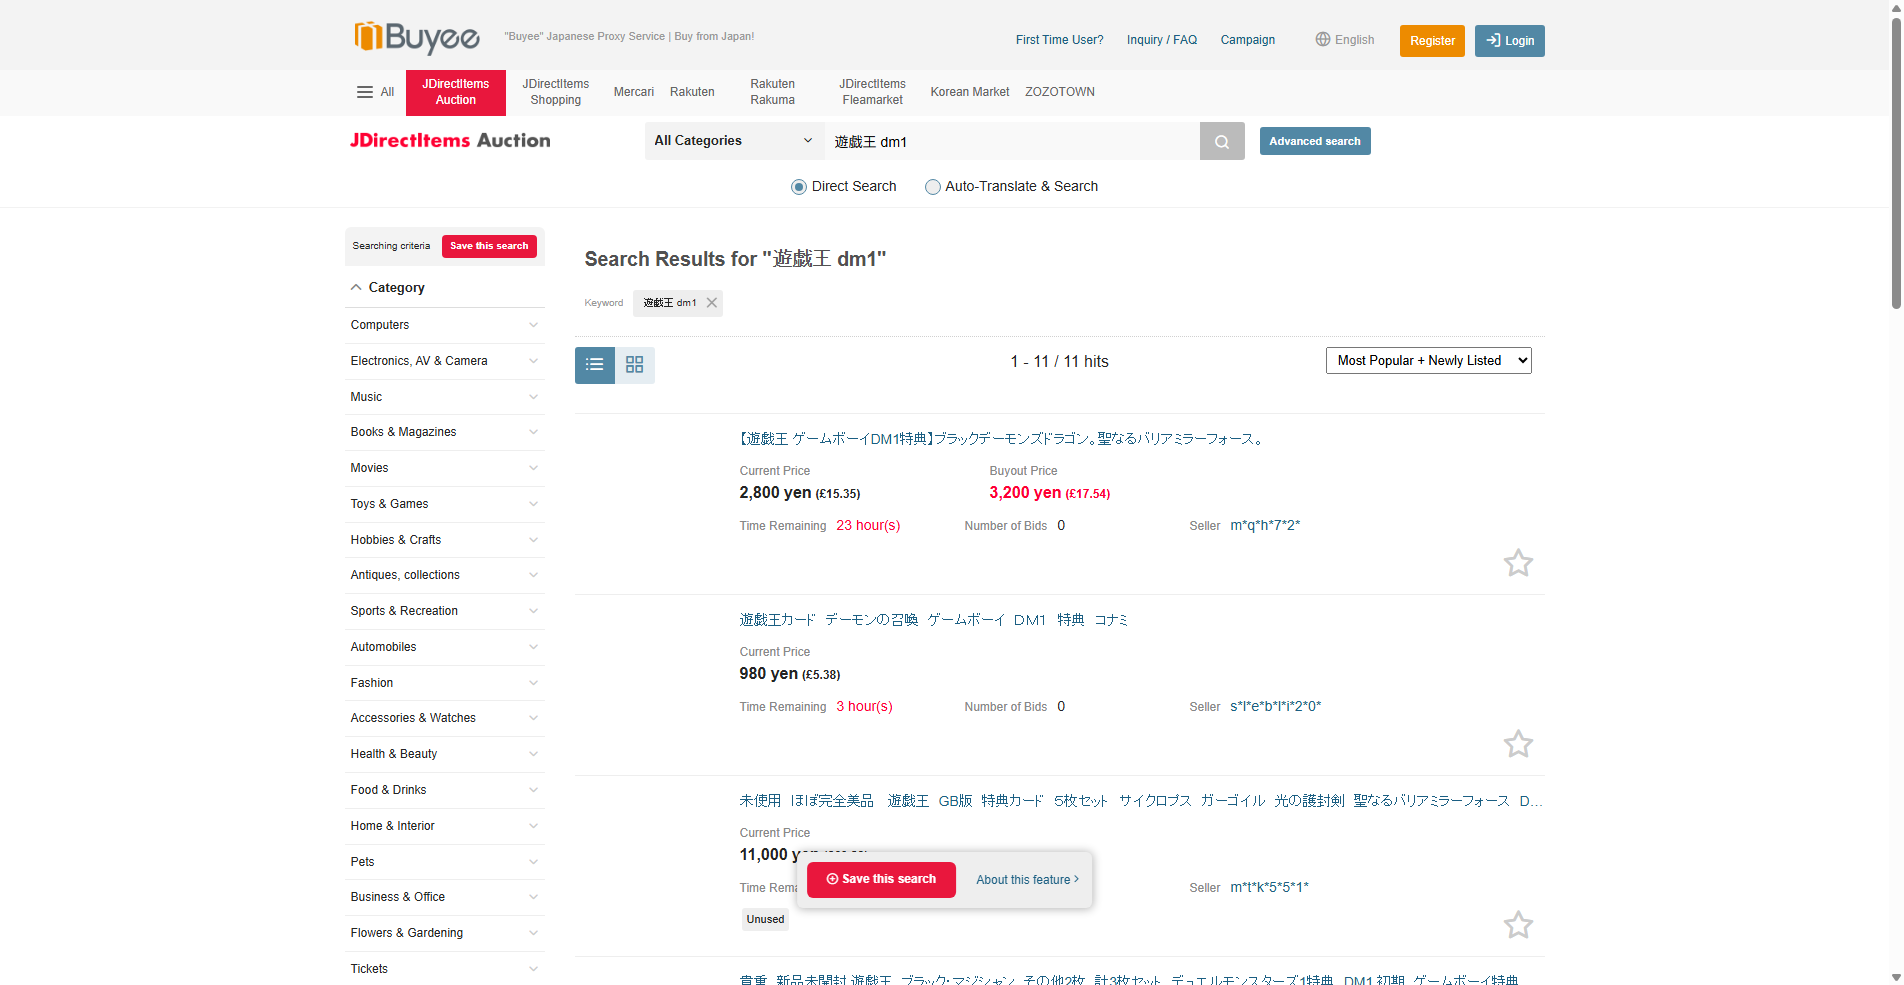 Buyee
"Buyee" Japanese Proxy Service | Buy from Japan!
First Time User?
Inquiry / FAQ
Campaign
English
Register
Login
All
JDirectItems Auction
JDirectItems Shopping
Mercari
Rakuten
Rakuten Rakuma
JDirectItems Fleamarket
Korean Market
ZOZOTOWN
JDirectItems Auction
All Categories
遊戯王 dm1
Advanced search
Direct Search
Auto-Translate & Search
Searching criteria
Save this search
Category
Computers
Electronics, AV & Camera
Music
Books & Magazines
Movies
Toys & Games
Hobbies & Crafts
Antiques, collections
Sports & Recreation
Automobiles
Fashion
Accessories & Watches
Health & Beauty
Food & Drinks
Home & Interior
Pets
Business & Office
Flowers & Gardening
Tickets
Search Results for "遊戯王 dm1"
Keyword
遊戯王 dm1
1 - 11 / 11 hits
Most Popular + Newly Listed
【遊戯王 ゲームボーイDM1特典】ブラックデーモンズドラゴン。聖なるバリアミラーフォース。
Current Price
Buyout Price
2,800 yen (£15.35)
3,200 yen (£17.54)
Time Remaining 23 hour(s)
Number of Bids 0
Seller m*q*h*7*2*
遊戯王カード　デーモンの召喚　ゲームボーイ　DM1　特典　コナミ
Current Price
980 yen (£5.38)
Time Remaining 3 hour(s)
Number of Bids 0
Seller s*l*e*b*l*i*2*0*
未使用　ほぼ完全美品　遊戯王　GB版　特典カード　5枚セット　サイクロプス　ガーゴイル　光の護封剣　聖なるバリアミラーフォース　D...
Current Price
11,000
Time
Seller m*t*k*5*5*1*
Unused
Save this search
About this feature
貴重　新品未開封 遊戯王　ブラック・マジシャン　その他2枚　計3枚セット　デュエルモンスターズ1特典　DM1 初期　ゲームボーイ特典